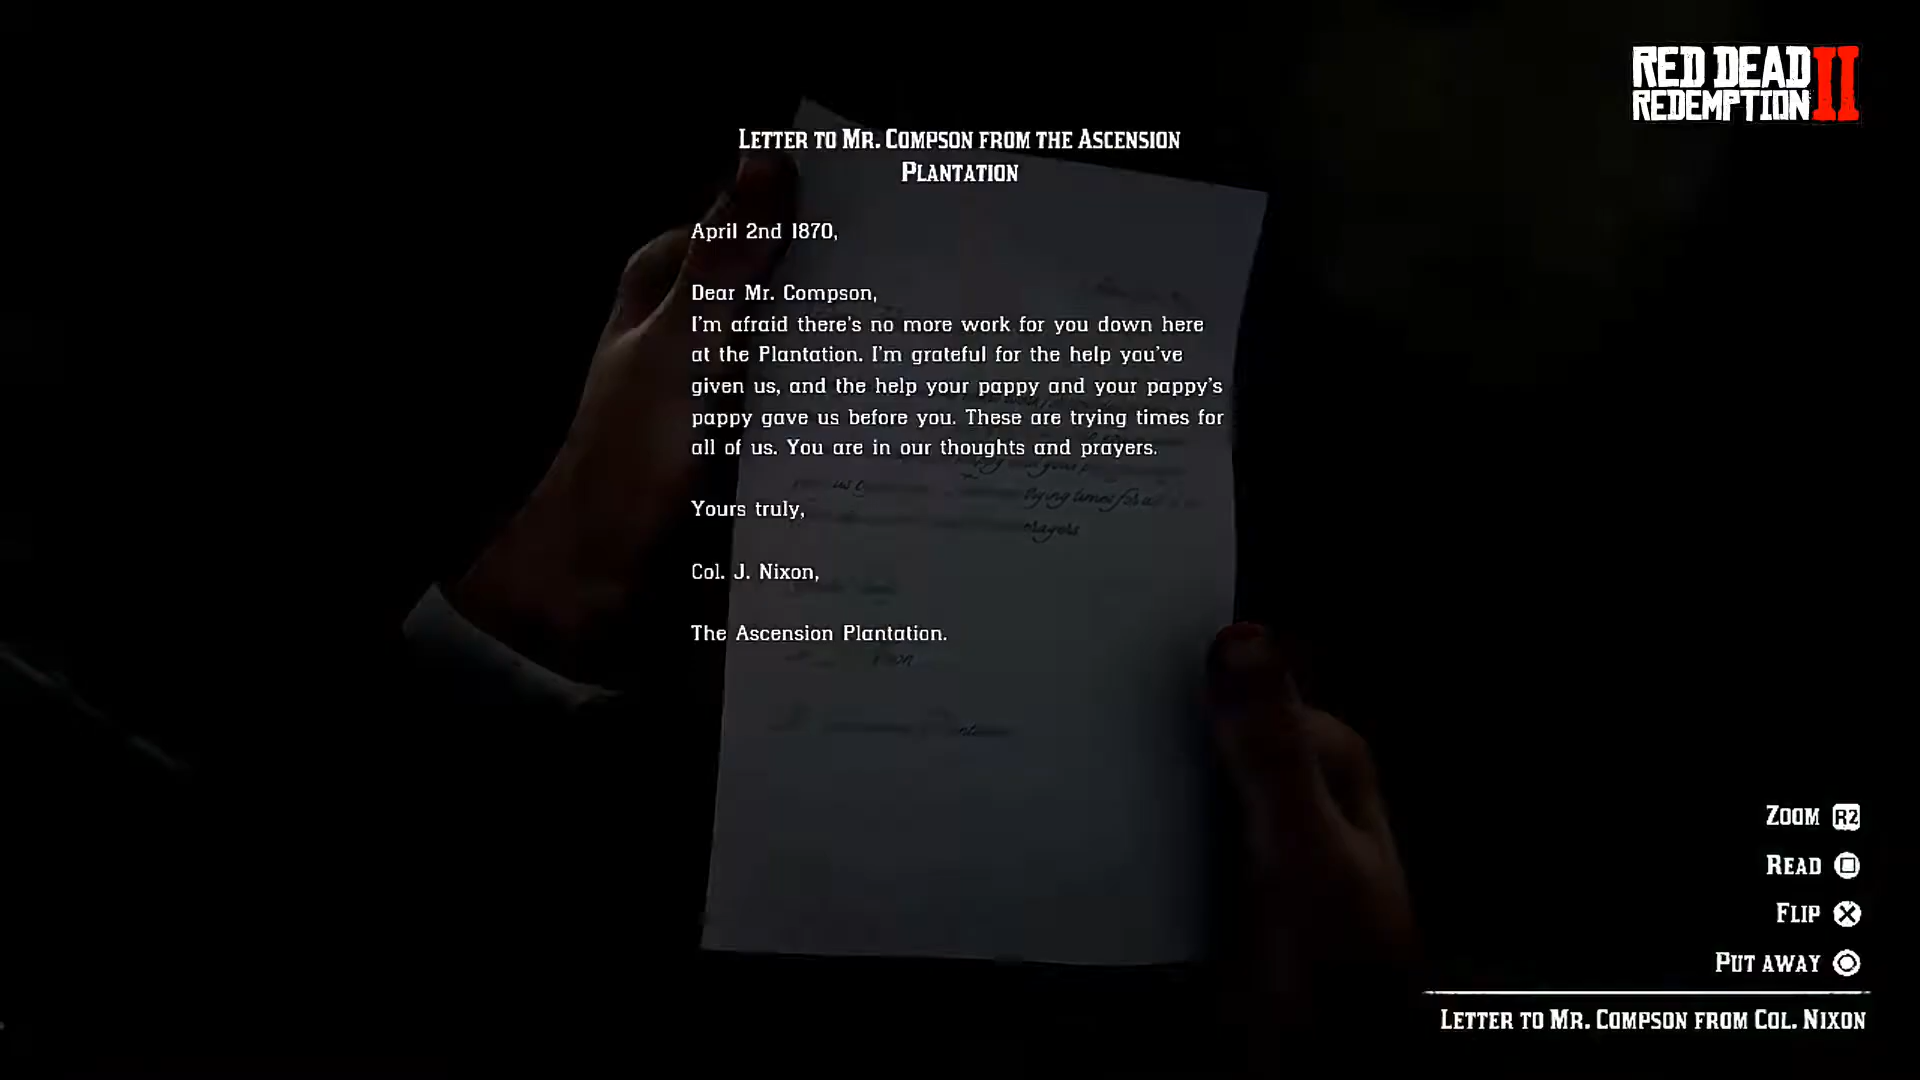 RED DEAD
REDEMPTION II
LETTER TO MR. COMPSON FROM THE ASCENSION
PLANTATION
April 2nd 1870,
Dear Mr. Compson,
I'm afraid there's no more work for you down here
at the Plantation. I'm grateful for the help you've
given us, and the help your pappy and your pappy's
pappy gave us before you. These are trying times for
all of us. You are in our thoughts and prayers.
Yours truly,
Col. J. Nixon,
The Ascension Plantation.
ZOOM R2
READ
FLIP
PUT AWAY
LETTER TO MR. COMPSON FROM COL. NIXON